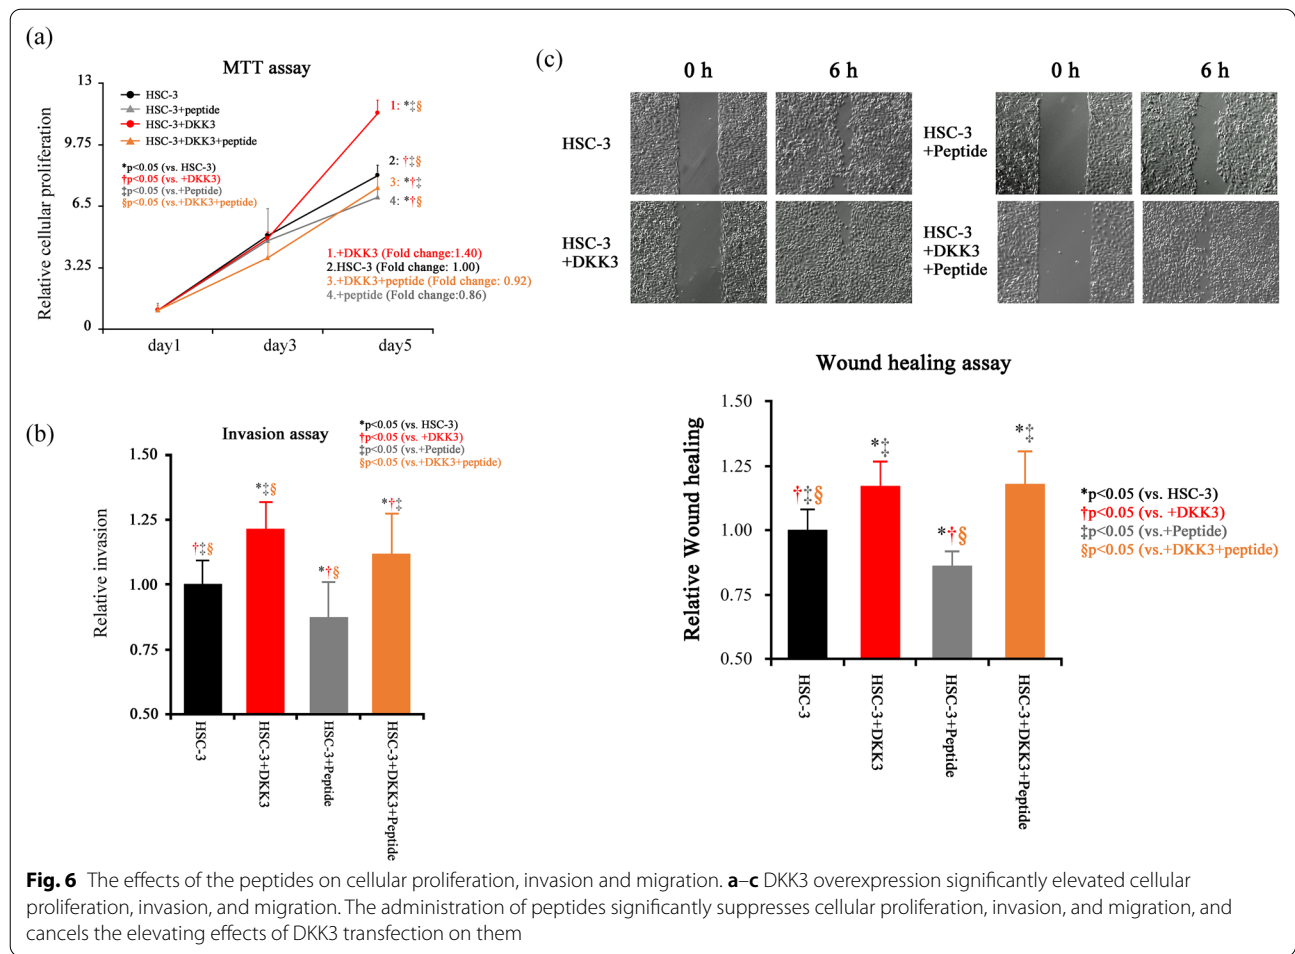 (a)
MTT assay
Relative cellular proliferation
13
9.75
6.5
3.25
0
HSC-3
HSC-3+peptide
HSC-3+DKK3
HSC-3+DKK3+peptide
*p<0.05 (vs. HSC-3)
†p<0.05 (vs. +DKK3)
‡p<0.05 (vs.+Peptide)
§p<0.05 (vs.+DKK3+peptide)
1: *‡§
2: †‡§
3: *†‡
4: *†§
1.+DKK3 (Fold change:1.40)
2.HSC-3 (Fold change: 1.00)
3.+DKK3+peptide (Fold change: 0.92)
4.+peptide (Fold change:0.86)
day1
day3
day5
(b)
Invasion assay
*p<0.05 (vs. HSC-3)
†p<0.05 (vs. +DKK3)
‡p<0.05 (vs.+Peptide)
§p<0.05 (vs.+DKK3+peptide)
Relative invasion
1.50
1.25
1.00
0.75
0.50
†‡§
*‡§
*†§
*†‡
HSC-3
HSC-3+DKK3
HSC-3+Peptide
HSC-3+DKK3+Peptide
(c)
0 h
6 h
0 h
6 h
HSC-3
HSC-3
+Peptide
HSC-3
+DKK3
HSC-3
+DKK3
+Peptide
Wound healing assay
Relative Wound healing
1.50
1.25
1.00
0.75
0.50
†‡§
*‡
*†§
*‡
*p<0.05 (vs. HSC-3)
†p<0.05 (vs. +DKK3)
‡p<0.05 (vs.+Peptide)
§p<0.05 (vs.+DKK3+peptide)
HSC-3
HSC-3+DKK3
HSC-3+Peptide
HSC-3+DKK3+Peptide
Fig. 6 The effects of the peptides on cellular proliferation, invasion and migration. a–c DKK3 overexpression significantly elevated cellular
proliferation, invasion, and migration. The administration of peptides significantly suppresses cellular proliferation, invasion, and migration, and
cancels the elevating effects of DKK3 transfection on them